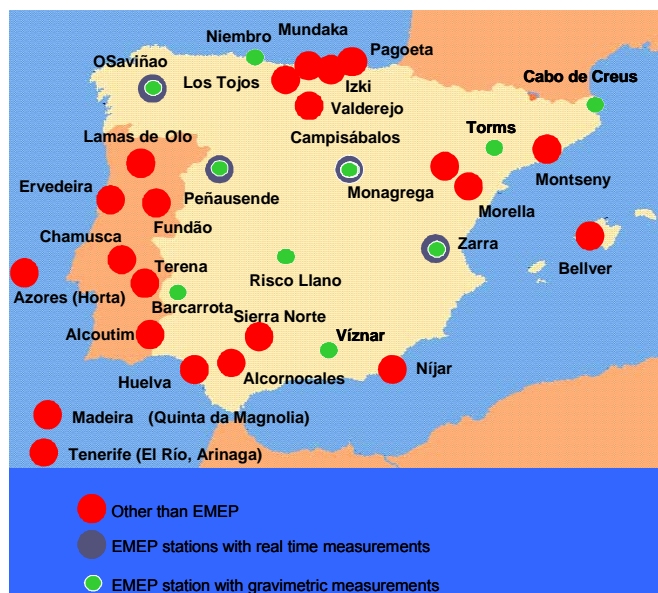 Mundaka
Niembro
Pagoeta
OSaviñao
Los Tojos
Izki
Cabo de Creus
Valderejo
Lamas de Olo
Campisábalos
Torms
Ervedeira
Peñausende
Monagrega
Montseny
Morella
Fundão
Chamusca
Zarra
Terena
Bellver
Risco Llano
Azores (Horta)
Barcarrota
Sierra Norte
Alcoutim
Víznar
Huelva
Alcornocales
Níjar
Madeira (Quinta da Magnolia)
Tenerife (El Río, Arinaga)
Other than EMEP
EMEP stations with real time measurements
EMEP station with gravimetric measurements